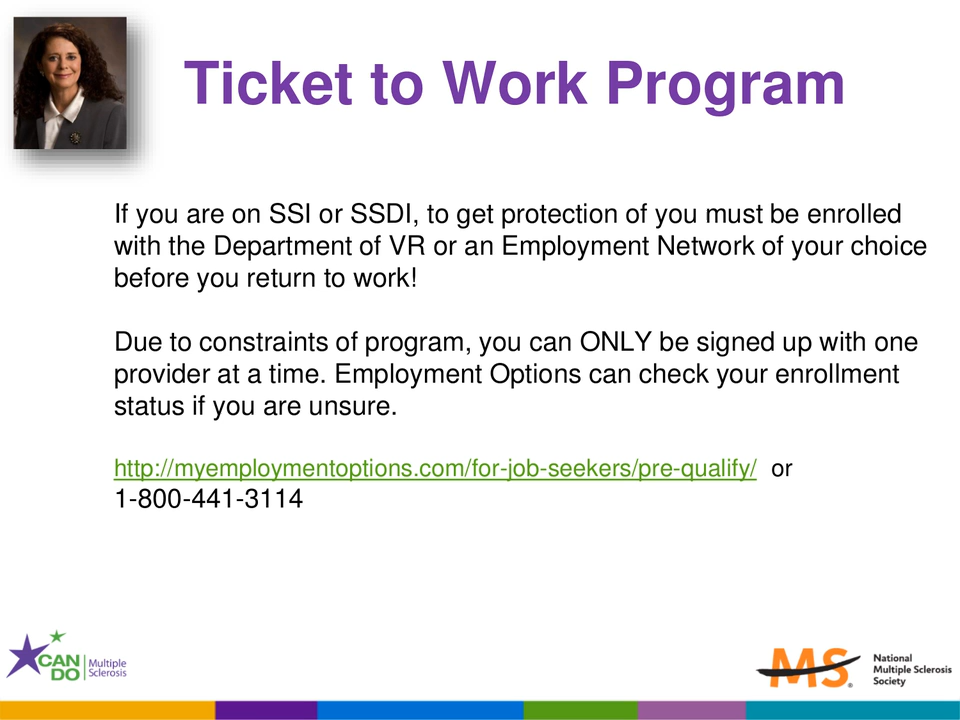 Ticket to Work Program
If you are on SSI or SSDI, to get protection of you must be enrolled
with the Department of VR or an Employment Network of your choice
before you return to work!
Due to constraints of program, you can ONLY be signed up with one
provider at a time. Employment Options can check your enrollment
status if you are unsure.
http://myemploymentoptions.com/for-job-seekers/pre-qualify/ or
1-800-441-3114
CAN DO Multiple Sclerosis
MS®
National
Multiple Sclerosis
Society